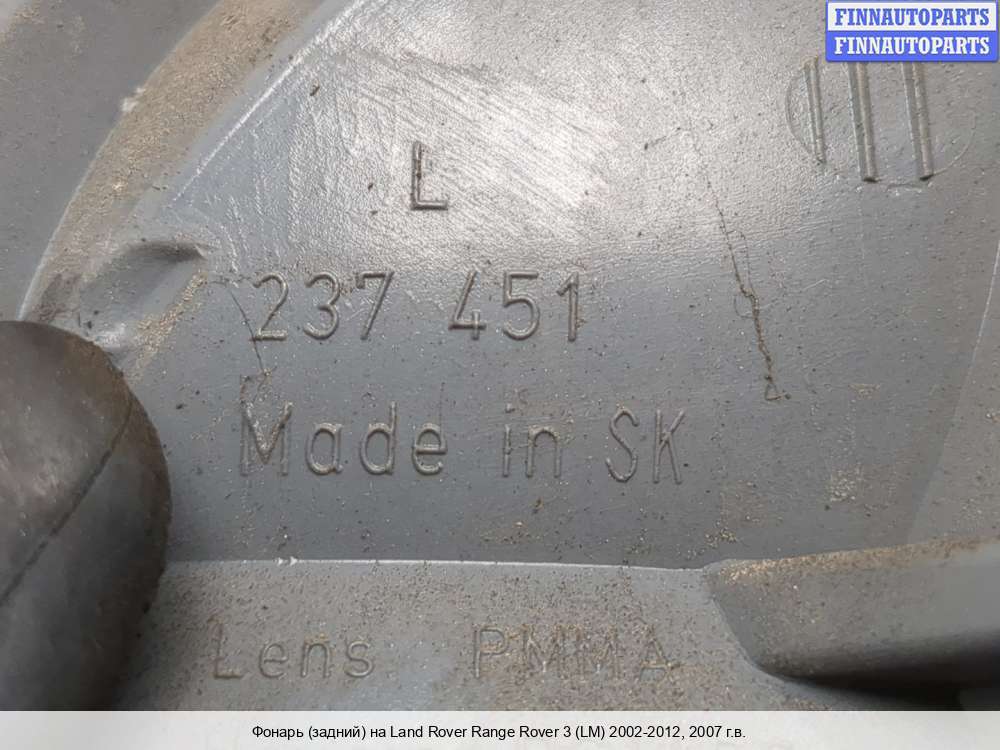 FINNAUTOPARTS
FINNAUTOPARTS
L
237 451
Made in SK
Lens PMMA
Фонарь (задний) на Land Rover Range Rover 3 (LM) 2002-2012, 2007 г.в.